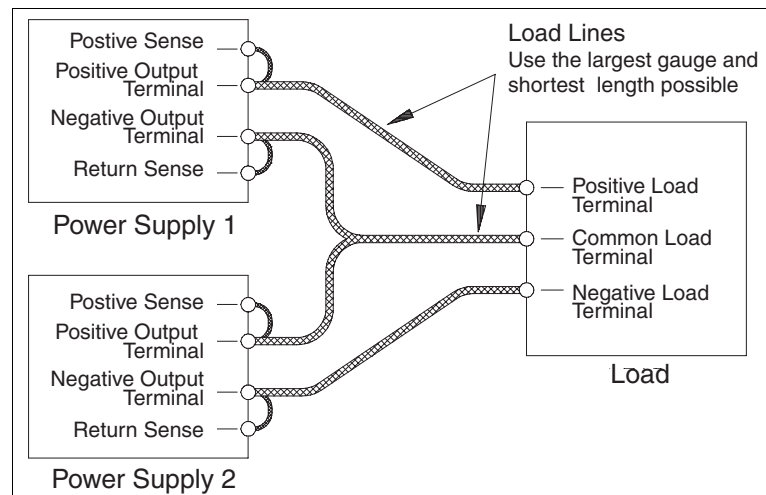 Postive Sense
Positive Output
Terminal
Negative Output
Terminal
Return Sense
Power Supply 1
Load Lines
Use the largest gauge and
shortest length possible
Positive Load
Terminal
Common Load
Terminal
Negative Load
Terminal
Load
Postive Sense
Positive Output
Terminal
Negative Output
Terminal
Return Sense
Power Supply 2